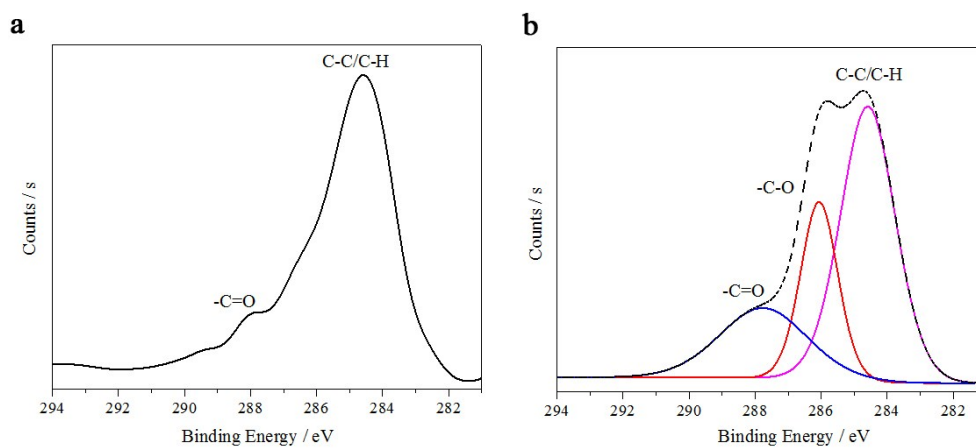 a
C-C/C-H
-C=O
Counts / s
294 292 290 288 286 284 282
Binding Energy / eV
b
C-C/C-H
-C-O
-C=O
Counts / s
294 292 290 288 286 284 282
Binding Energy / eV